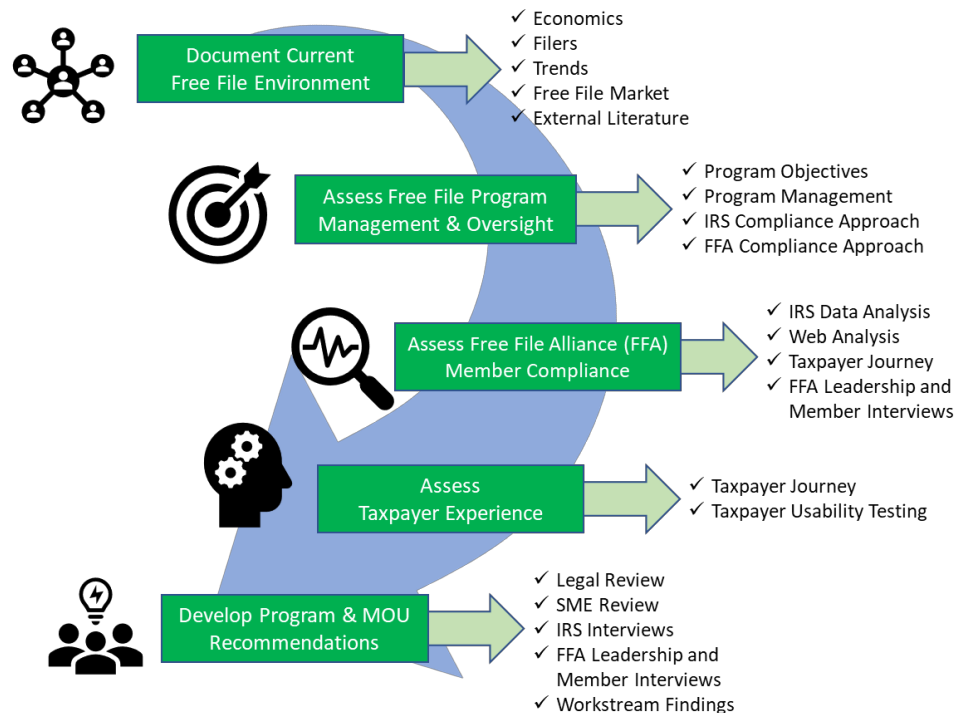 Document Current
Free File Environment
✓ Economics
✓ Filers
✓ Trends
✓ Free File Market
✓ External Literature
Assess Free File Program
Management & Oversight
✓ Program Objectives
✓ Program Management
✓ IRS Compliance Approach
✓ FFA Compliance Approach
Assess Free File Alliance (FFA)
Member Compliance
✓ IRS Data Analysis
✓ Web Analysis
✓ Taxpayer Journey
✓ FFA Leadership and
Member Interviews
Assess
Taxpayer Experience
✓ Taxpayer Journey
✓ Taxpayer Usability Testing
Develop Program & MOU
Recommendations
✓ Legal Review
✓ SME Review
✓ IRS Interviews
✓ FFA Leadership and
Member Interviews
✓ Workstream Findings